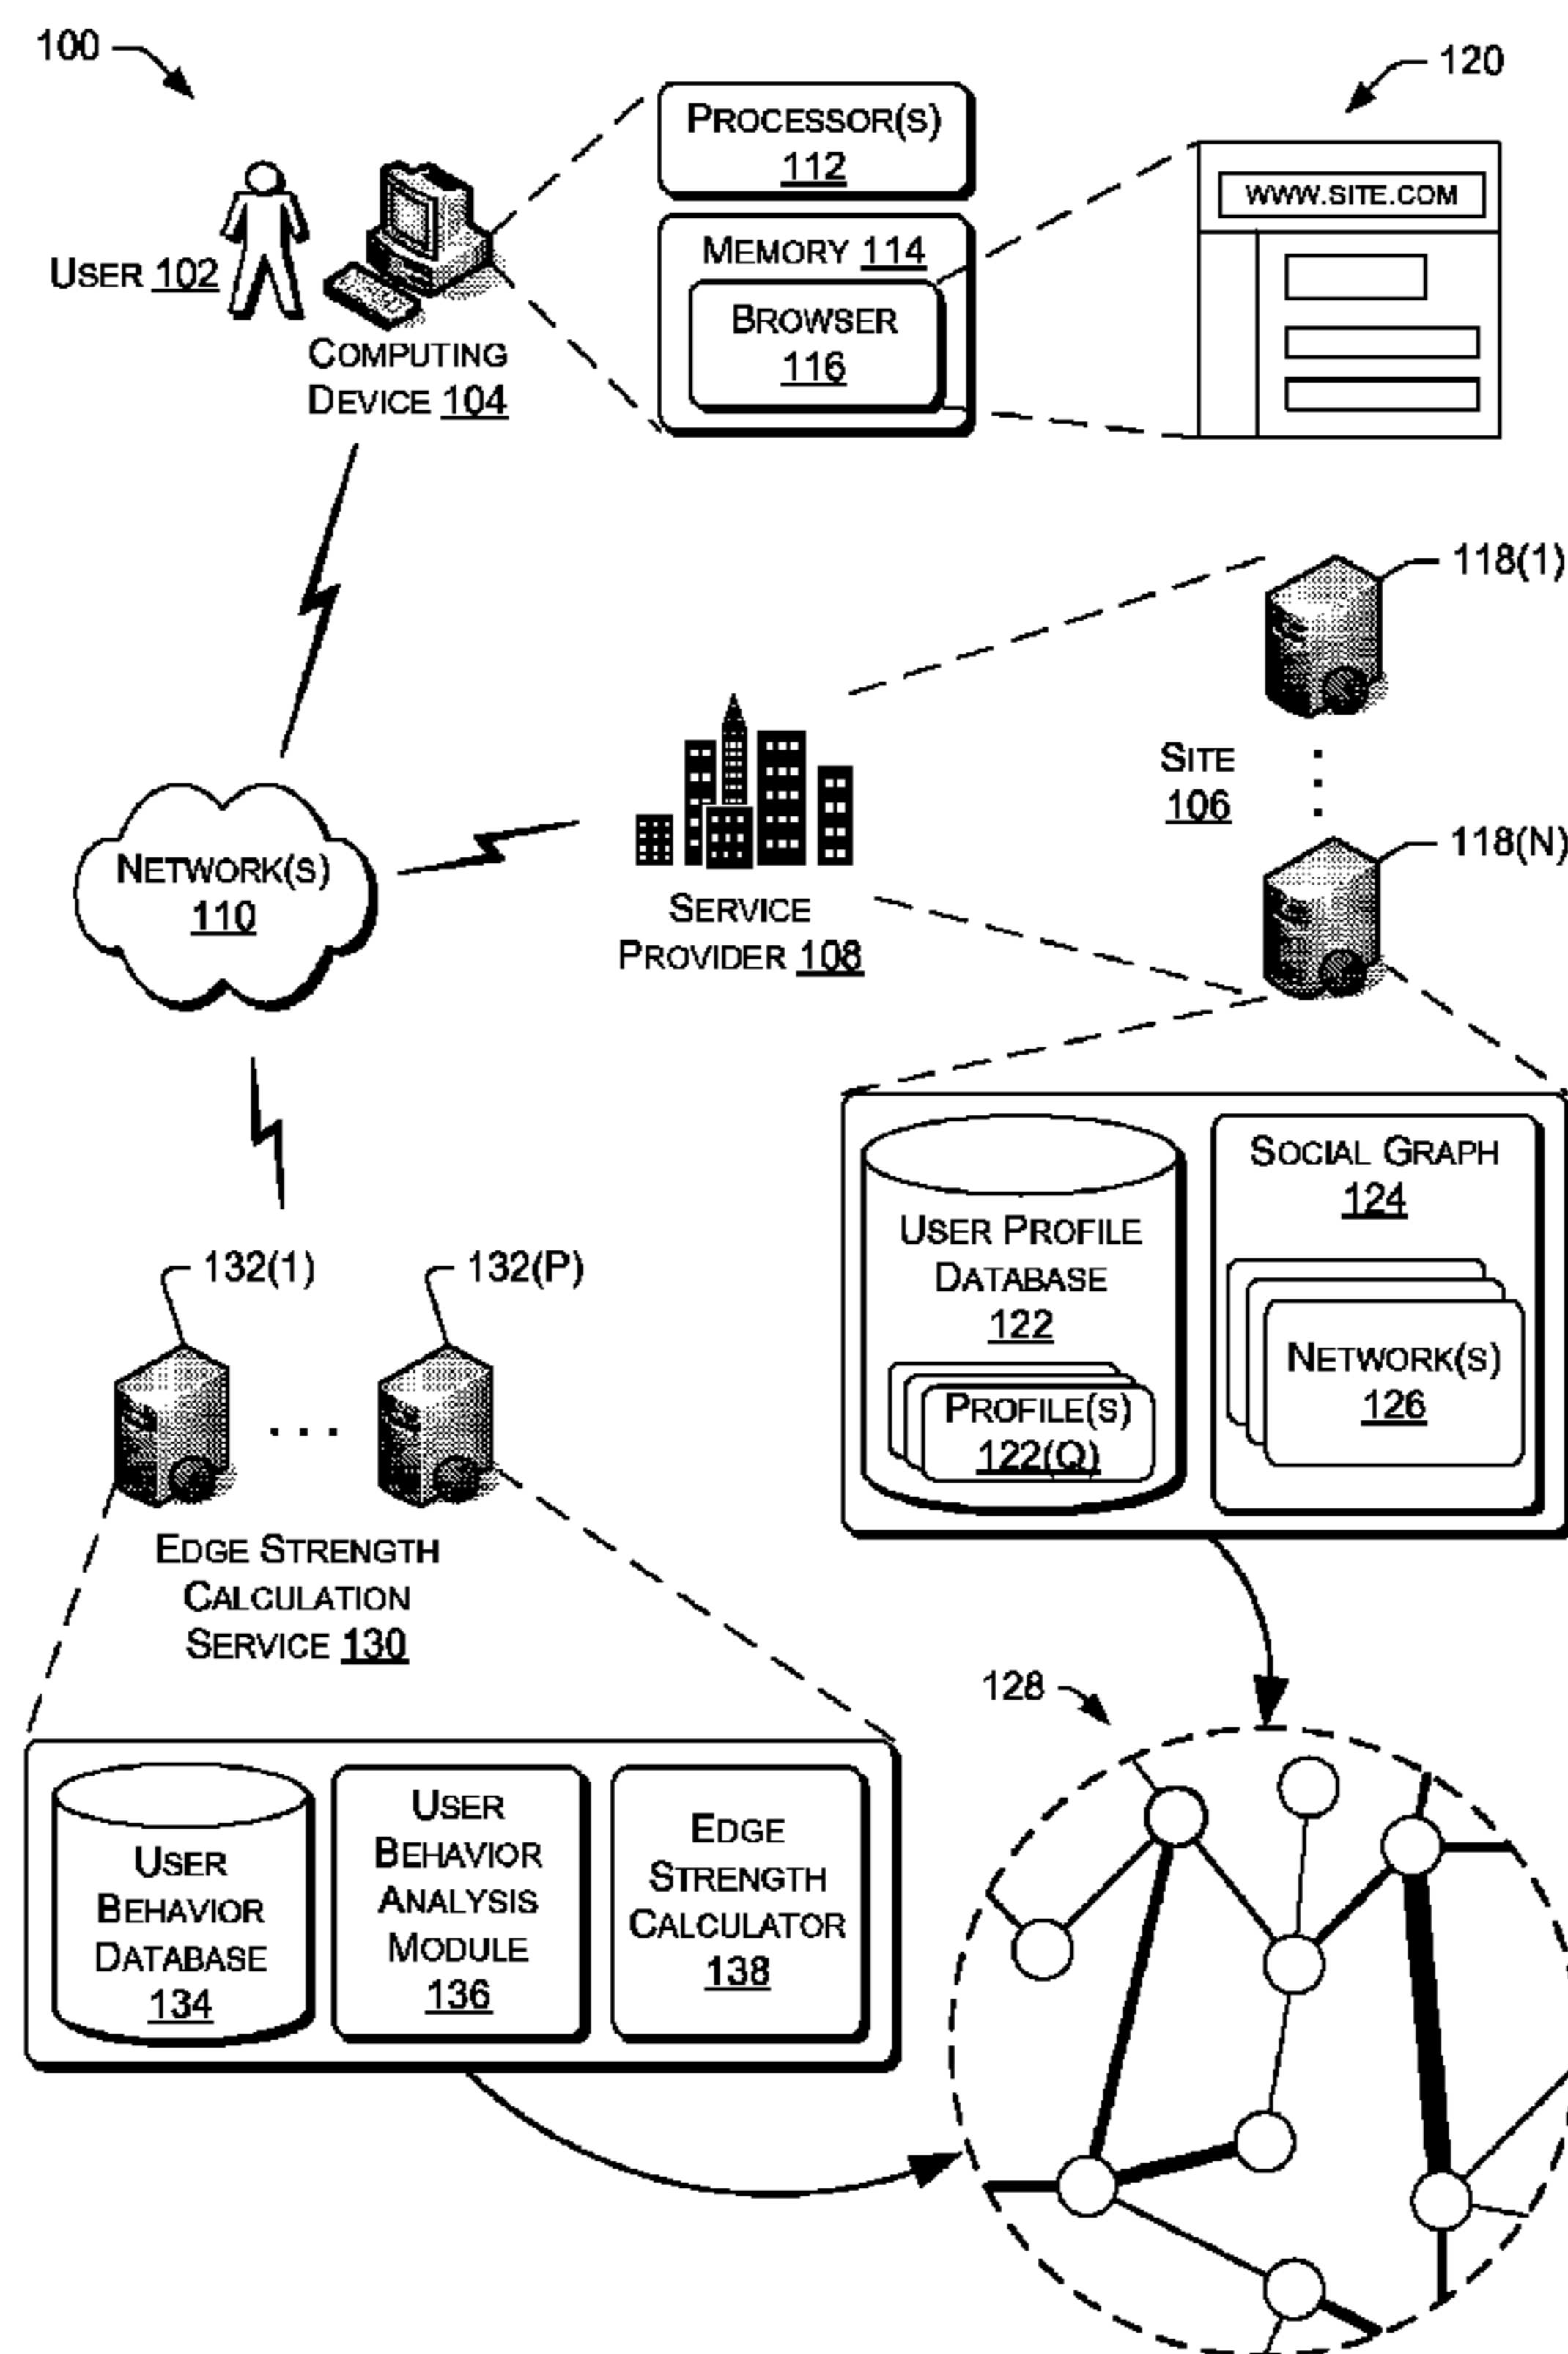 100
120
PROCESSOR(S)
112
WWW.SITE.COM
MEMORY 114
USER 102
BROWSER
116
COMPUTING
DEVICE 104
118(1)
SITE
106
118(N)
NETWORK(S)
110
SERVICE
PROVIDER 108
SOCIAL GRAPH
124
USER PROFILE
DATABASE
122
132(1)
132(P)
NETWORK(S)
126
PROFILE(S)
122(Q)
EDGE STRENGTH
CALCULATION
SERVICE 130
128
USER
BEHAVIOR
DATABASE
134
USER
BEHAVIOR
ANALYSIS
MODULE
136
EDGE
STRENGTH
CALCULATOR
138